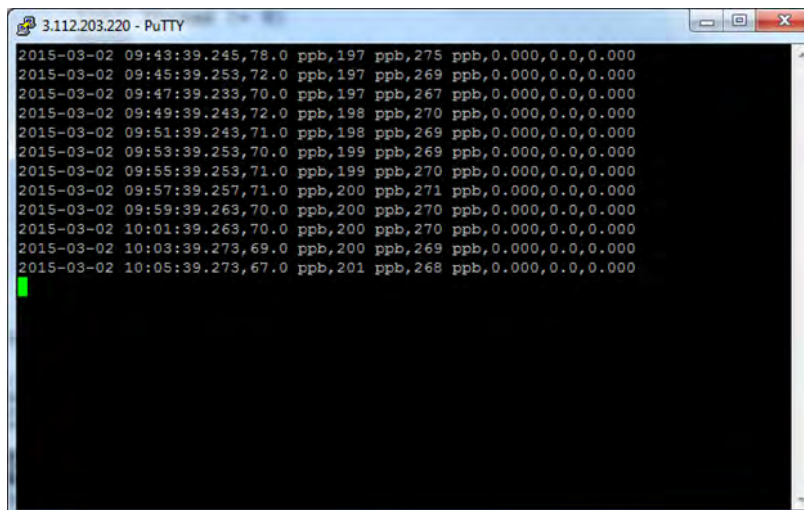 3.112.203.220 - PuTTY
2015-03-02 09:43:39.245,78.0 ppb,197 ppb,275 ppb,0.000,0.0,0.000
2015-03-02 09:45:39.253,72.0 ppb,197 ppb,269 ppb,0.000,0.0,0.000
2015-03-02 09:47:39.233,70.0 ppb,197 ppb,267 ppb,0.000,0.0,0.000
2015-03-02 09:49:39.243,72.0 ppb,198 ppb,270 ppb,0.000,0.0,0.000
2015-03-02 09:51:39.243,71.0 ppb,198 ppb,269 ppb,0.000,0.0,0.000
2015-03-02 09:53:39.253,70.0 ppb,199 ppb,269 ppb,0.000,0.0,0.000
2015-03-02 09:55:39.253,71.0 ppb,199 ppb,270 ppb,0.000,0.0,0.000
2015-03-02 09:57:39.257,71.0 ppb,200 ppb,271 ppb,0.000,0.0,0.000
2015-03-02 09:59:39.263,70.0 ppb,200 ppb,270 ppb,0.000,0.0,0.000
2015-03-02 10:01:39.263,70.0 ppb,200 ppb,270 ppb,0.000,0.0,0.000
2015-03-02 10:03:39.273,69.0 ppb,200 ppb,269 ppb,0.000,0.0,0.000
2015-03-02 10:05:39.273,67.0 ppb,201 ppb,268 ppb,0.000,0.0,0.000